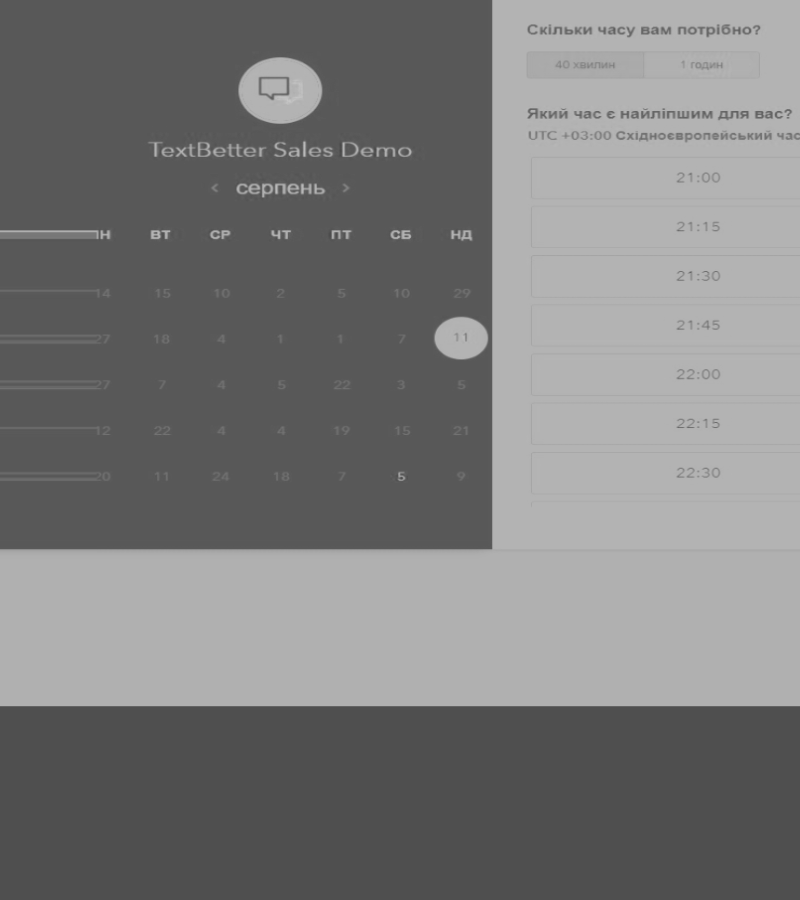 TextBetter Sales Demo
< серпень >
ІН ВТ СР ЧТ ПТ СБ НД
14 15 10 2 5 10 29
27 18 4 1 1 7 11
27 7 4 5 22 3 5
12 22 4 4 19 15 21
20 11 24 18 7 5 9
Скільки часу вам потрібно?
40 хвилин 1 годин
Який час є найліпшим для вас?
UTC +03:00 Східноєвропейський час
21:00
21:15
21:30
21:45
22:00
22:15
22:30